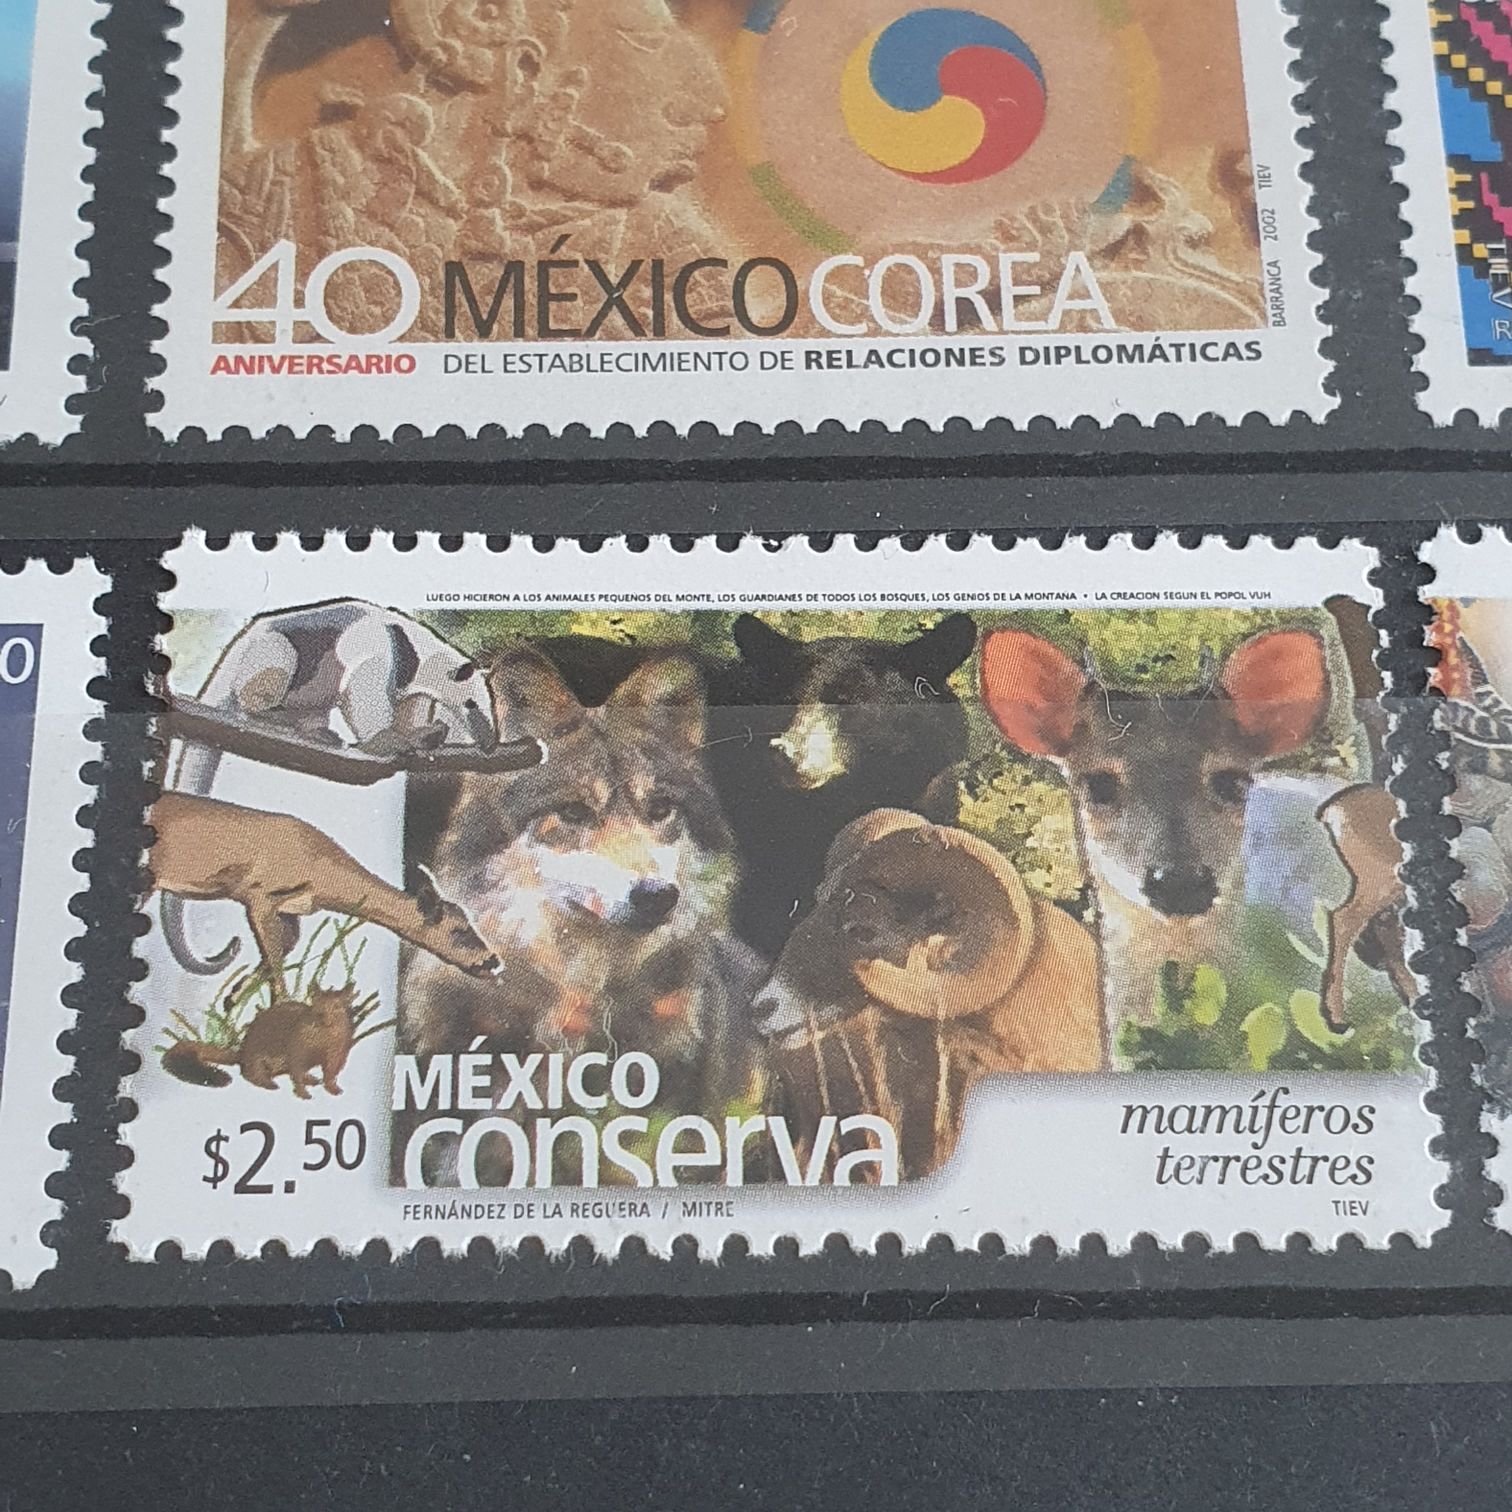 40 MÉXICO COREA
ANIVERSARIO DEL ESTABLECIMIENTO DE RELACIONES DIPLOMÁTICAS
BARRANCA 2002 TIEV
0
LUEGO HICIERON A LOS ANIMALES PEQUEÑOS DEL MONTE, LOS GUARDIANES DE TODOS LOS BOSQUES, LOS GENIOS DE LA MONTAÑA • LA CREACION SEGUN EL POPOL VUH
MÉXICO
conserva
$2.50
mamíferos
terrestres
FERNÁNDEZ DE LA REGUERA / MITRE
TIEV